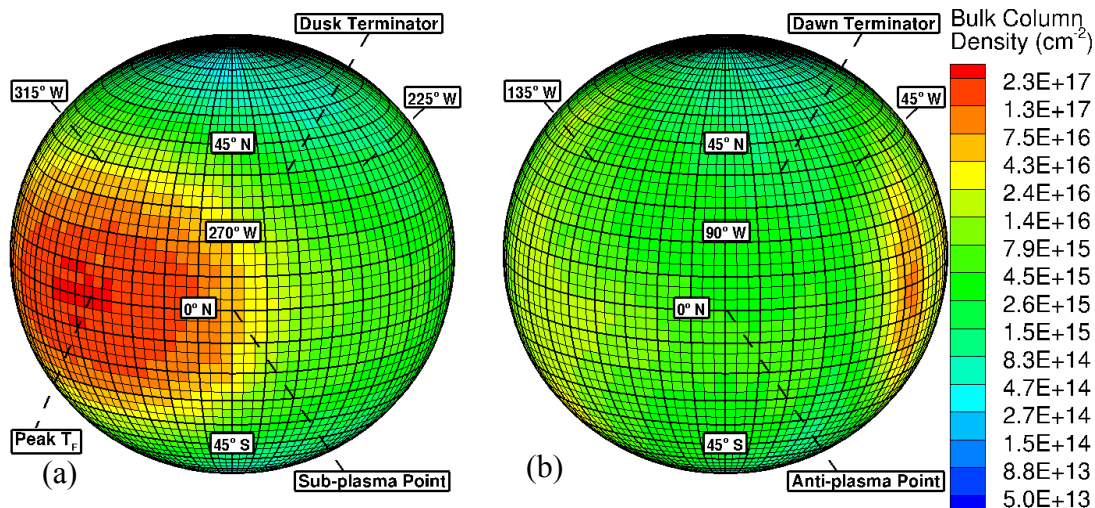 Dusk Terminator
315° W
225° W
45° N
270° W
0° N
Peak T_F
45° S
Sub-plasma Point
(a)
Dawn Terminator
135° W
45° W
45° N
90° W
0° N
45° S
Anti-plasma Point
(b)
Bulk Column
Density (cm⁻²)
2.3E+17
1.3E+17
7.5E+16
4.3E+16
2.4E+16
1.4E+16
7.9E+15
4.5E+15
2.6E+15
1.5E+15
8.3E+14
4.7E+14
2.7E+14
1.5E+14
8.8E+13
5.0E+13